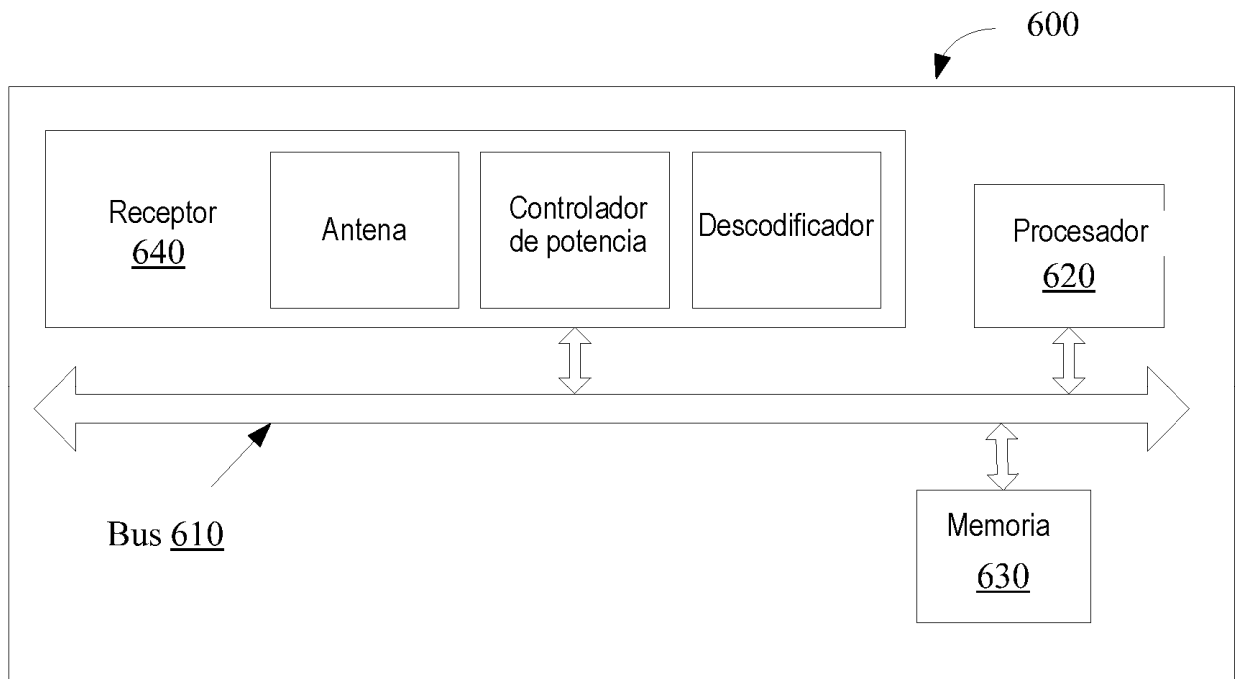 600
Receptor
640
Antena
Controlador
de potencia
Descodificador
Procesador
620
Bus 610
Memoria
630